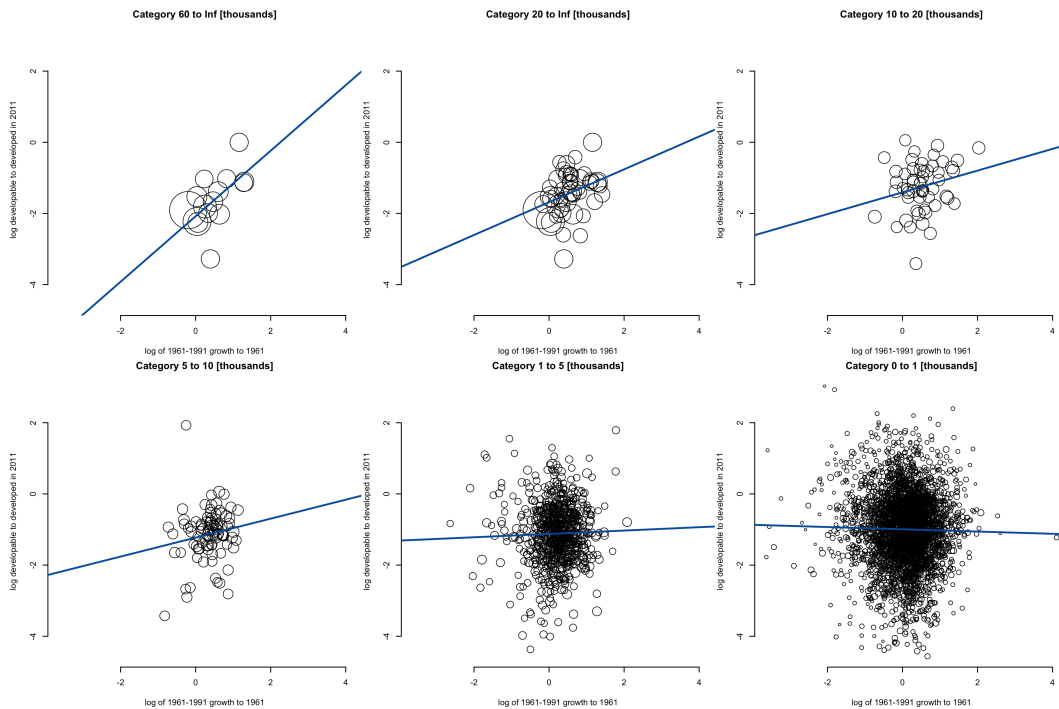 Category 60 to Inf [thousands]
log developable to developed in 2011
2
0
-2
-4
-2
0
2
4
log of 1961-1991 growth to 1961
Category 20 to Inf [thousands]
log developable to developed in 2011
2
0
-2
-4
-2
0
2
4
log of 1961-1991 growth to 1961
Category 10 to 20 [thousands]
log developable to developed in 2011
2
0
-2
-4
-2
0
2
4
log of 1961-1991 growth to 1961
Category 5 to 10 [thousands]
log developable to developed in 2011
2
0
-2
-4
-2
0
2
4
log of 1961-1991 growth to 1961
Category 1 to 5 [thousands]
log developable to developed in 2011
2
0
-2
-4
-2
0
2
4
log of 1961-1991 growth to 1961
Category 0 to 1 [thousands]
log developable to developed in 2011
2
0
-2
-4
-2
0
2
4
log of 1961-1991 growth to 1961